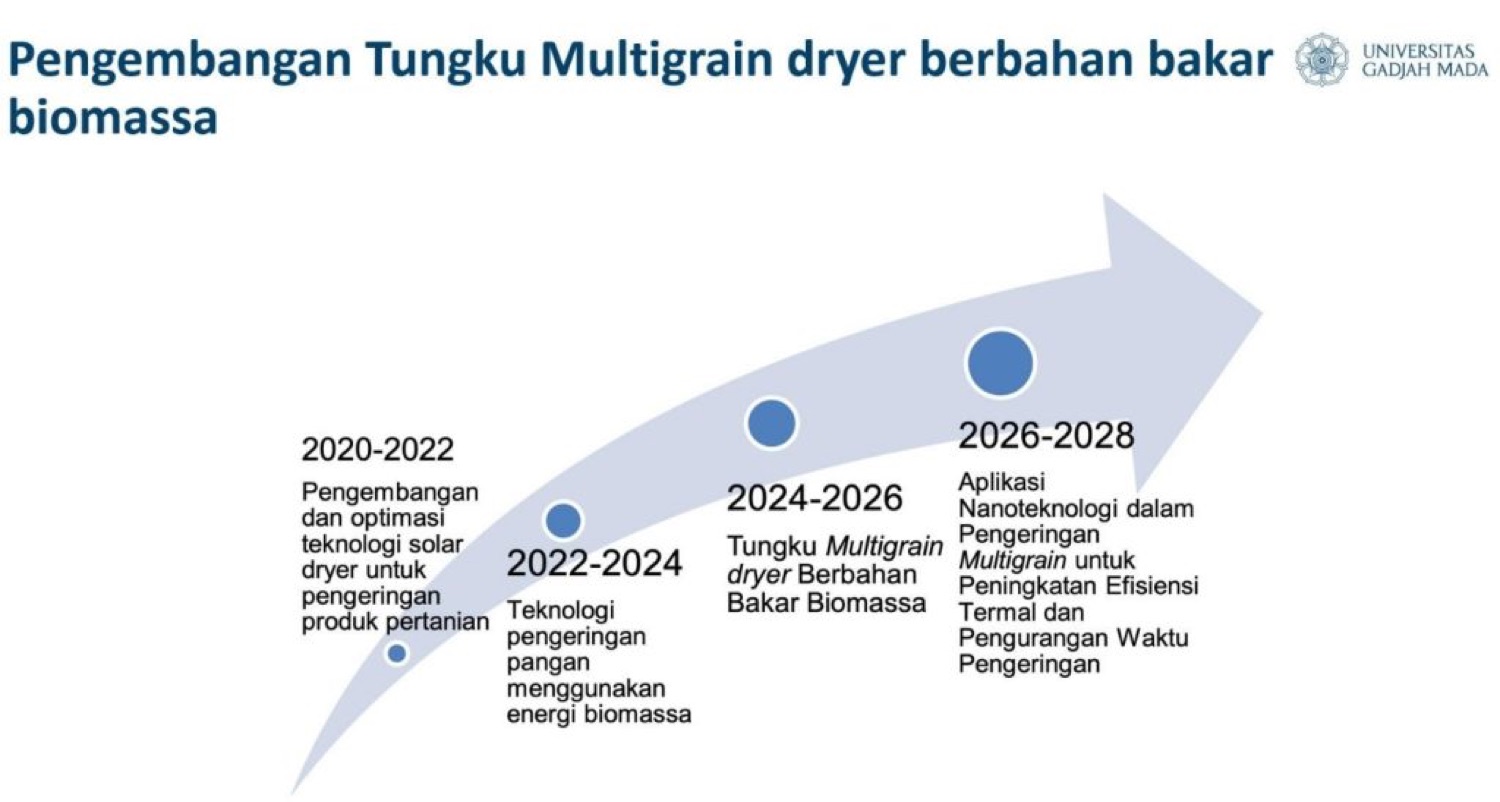 Pengembangan Tungku Multigrain dryer berbahan bakar
biomassa
UNIVERSITAS
GADJAH MADA
2020-2022
Pengembangan
dan optimasi
teknologi solar
dryer untuk
pengeringan
produk pertanian
2022-2024
Teknologi
pengeringan
pangan
menggunakan
energi biomassa
2024-2026
Tungku Multigrain
dryer Berbahan
Bakar Biomassa
2026-2028
Aplikasi
Nanoteknologi dalam
Pengeringan
Multigrain untuk
Peningkatan Efisiensi
Termal dan
Pengurangan Waktu
Pengeringan